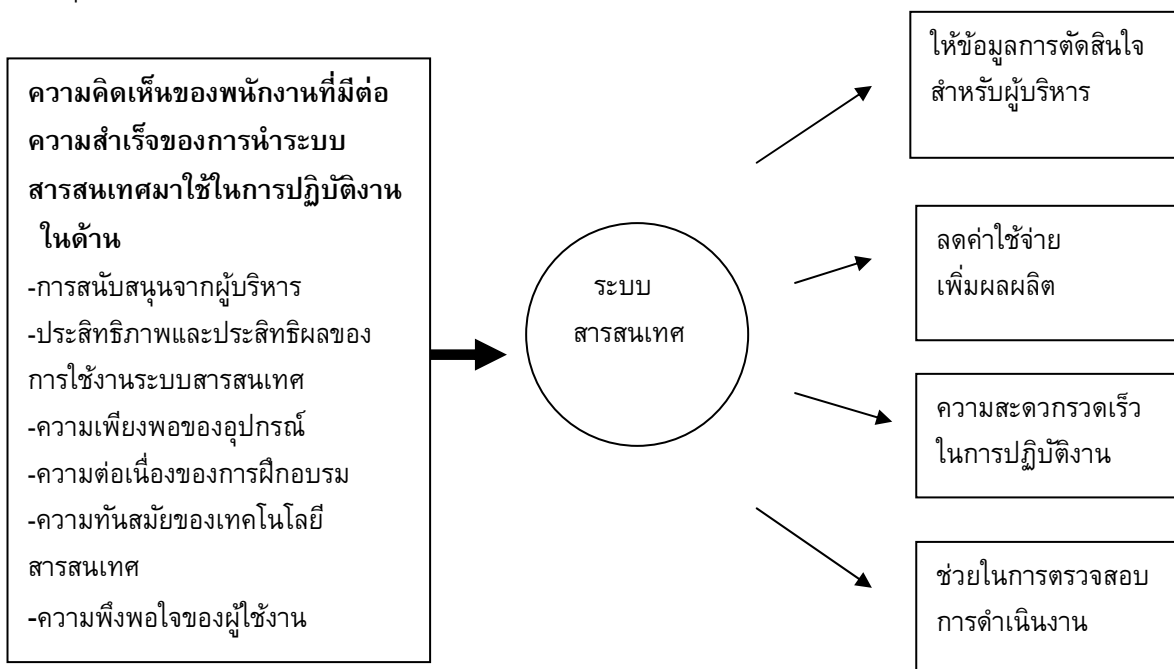 ความคิดเห็นของพนักงานที่มีต่อ
ความสำเร็จของการนำระบบ
สารสนเทศมาใช้ในการปฏิบัติงาน
ในด้าน
-การสนับสนุนจากผู้บริหาร
-ประสิทธิภาพและประสิทธิผลของ
การใช้งานระบบสารสนเทศ
-ความเพียงพอของอุปกรณ์
-ความต่อเนื่องของการฝึกอบรม
-ความทันสมัยของเทคโนโลยี
สารสนเทศ
-ความพึงพอใจของผู้ใช้งาน
ระบบ
สารสนเทศ
ให้ข้อมูลการตัดสินใจ
สำหรับผู้บริหาร
ลดค่าใช้จ่าย
เพิ่มผลผลิต
ความสะดวกรวดเร็ว
ในการปฏิบัติงาน
ช่วยในการตรวจสอบ
การดำเนินงาน